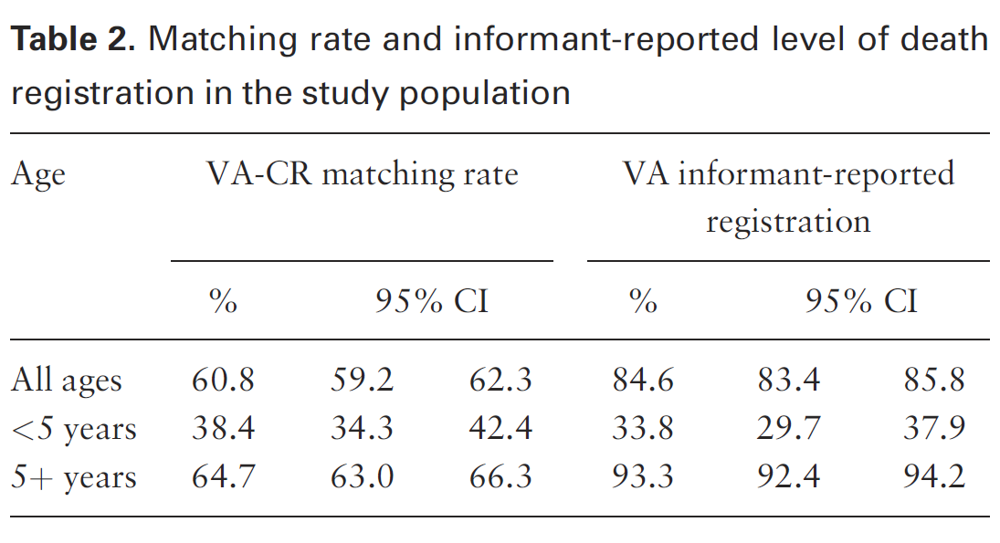 Table 2. Matching rate and informant-reported level of death
registration in the study population
Age VA-CR matching rate VA informant-reported
registration
% 95% CI % 95% CI
All ages 60.8 59.2 62.3 84.6 83.4 85.8
<5 years 38.4 34.3 42.4 33.8 29.7 37.9
5+ years 64.7 63.0 66.3 93.3 92.4 94.2